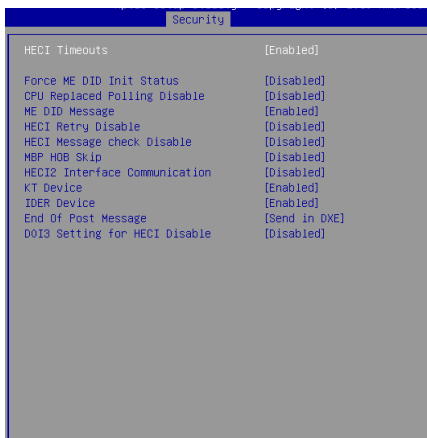 Security
HECI Timeouts [Enabled]
Force ME DID Init Status [Disabled]
CPU Replaced Polling Disable [Disabled]
ME DID Message [Enabled]
HECI Retry Disable [Disabled]
HECI Message check Disable [Disabled]
MBP HOB Skip [Disabled]
HECI2 Interface Communication [Disabled]
KT Device [Enabled]
IDER Device [Enabled]
End Of Post Message [Send in DXE]
D0I3 Setting for HECI Disable [Disabled]